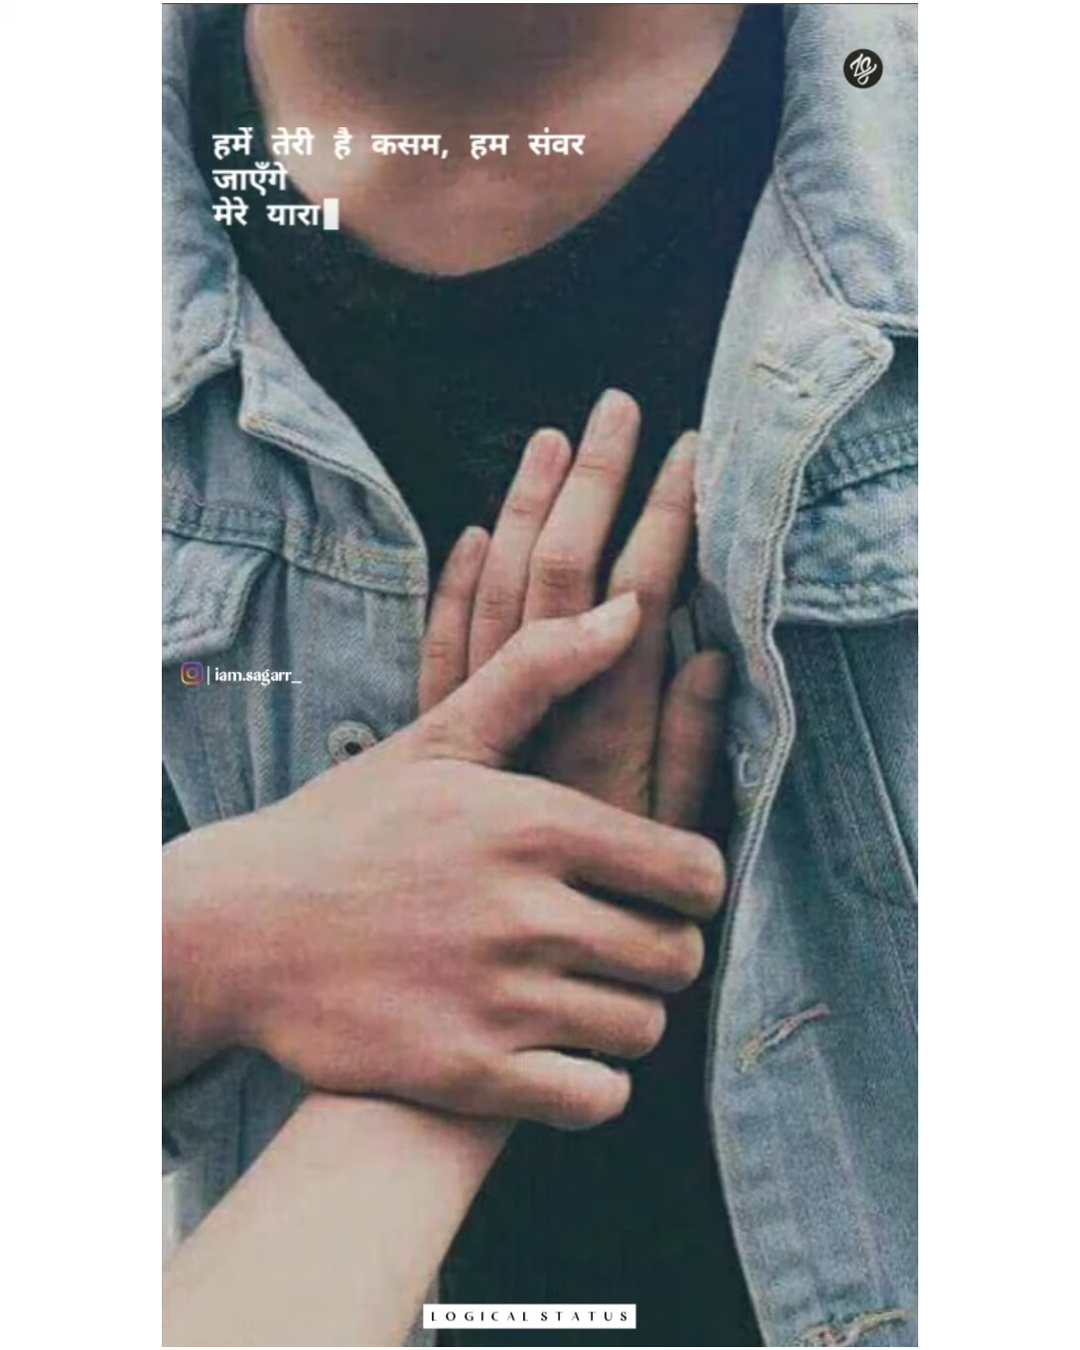 हमें तेरी है कसम, हम संवर
जाएँगे
मेरे यारा
| iam.sagarr_
LOGICAL STATUS